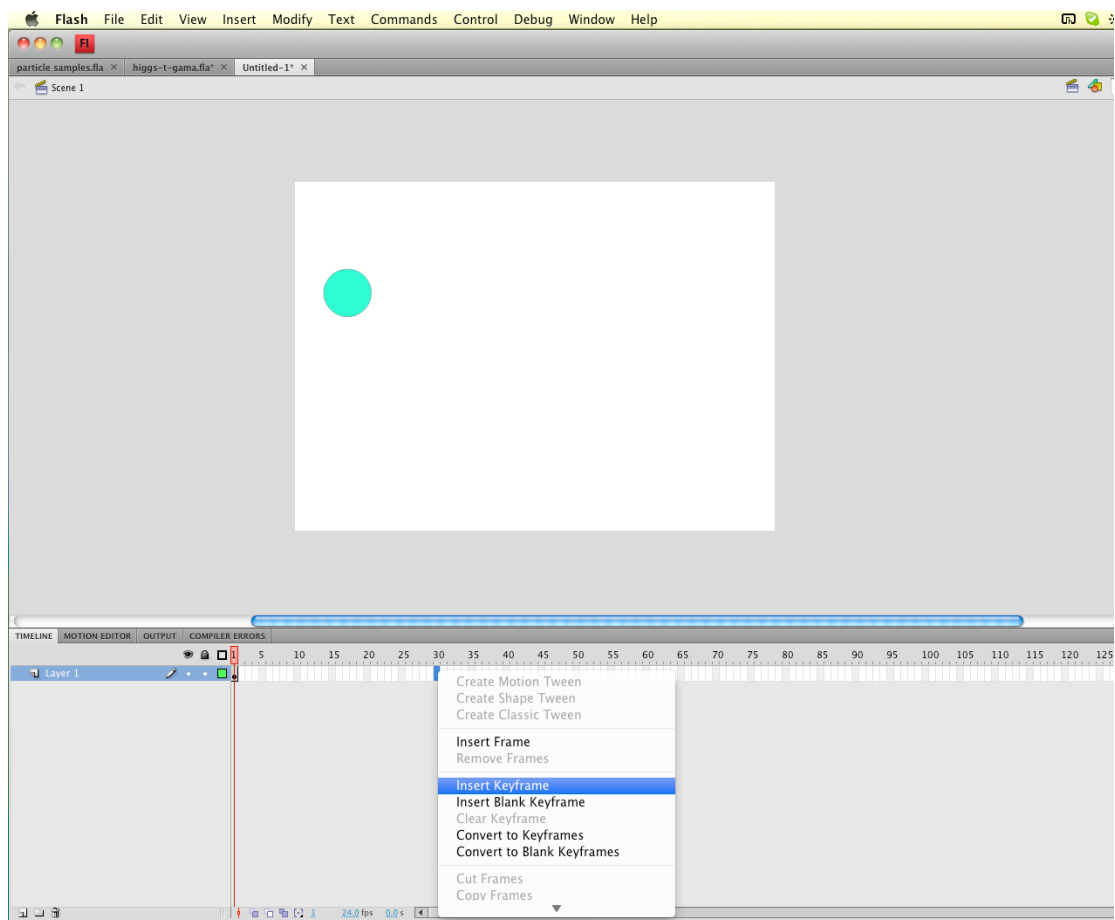 Flash File Edit View Insert Modify Text Commands Control Debug Window Help
Fl
particle samples.fla × higgs-t-gama.fla* × Untitled-1* ×
Scene 1
TIMELINE MOTION EDITOR OUTPUT COMPILER ERRORS
1 5 10 15 20 25 30 35 40 45 50 55 60 65 70 75 80 85 90 95 100 105 110 115 120 125
Layer 1
Create Motion Tween
Create Shape Tween
Create Classic Tween
Insert Frame
Remove Frames
Insert Keyframe
Insert Blank Keyframe
Clear Keyframe
Convert to Keyframes
Convert to Blank Keyframes
Cut Frames
Copy Frames
1 24.0 fps 0.0 s